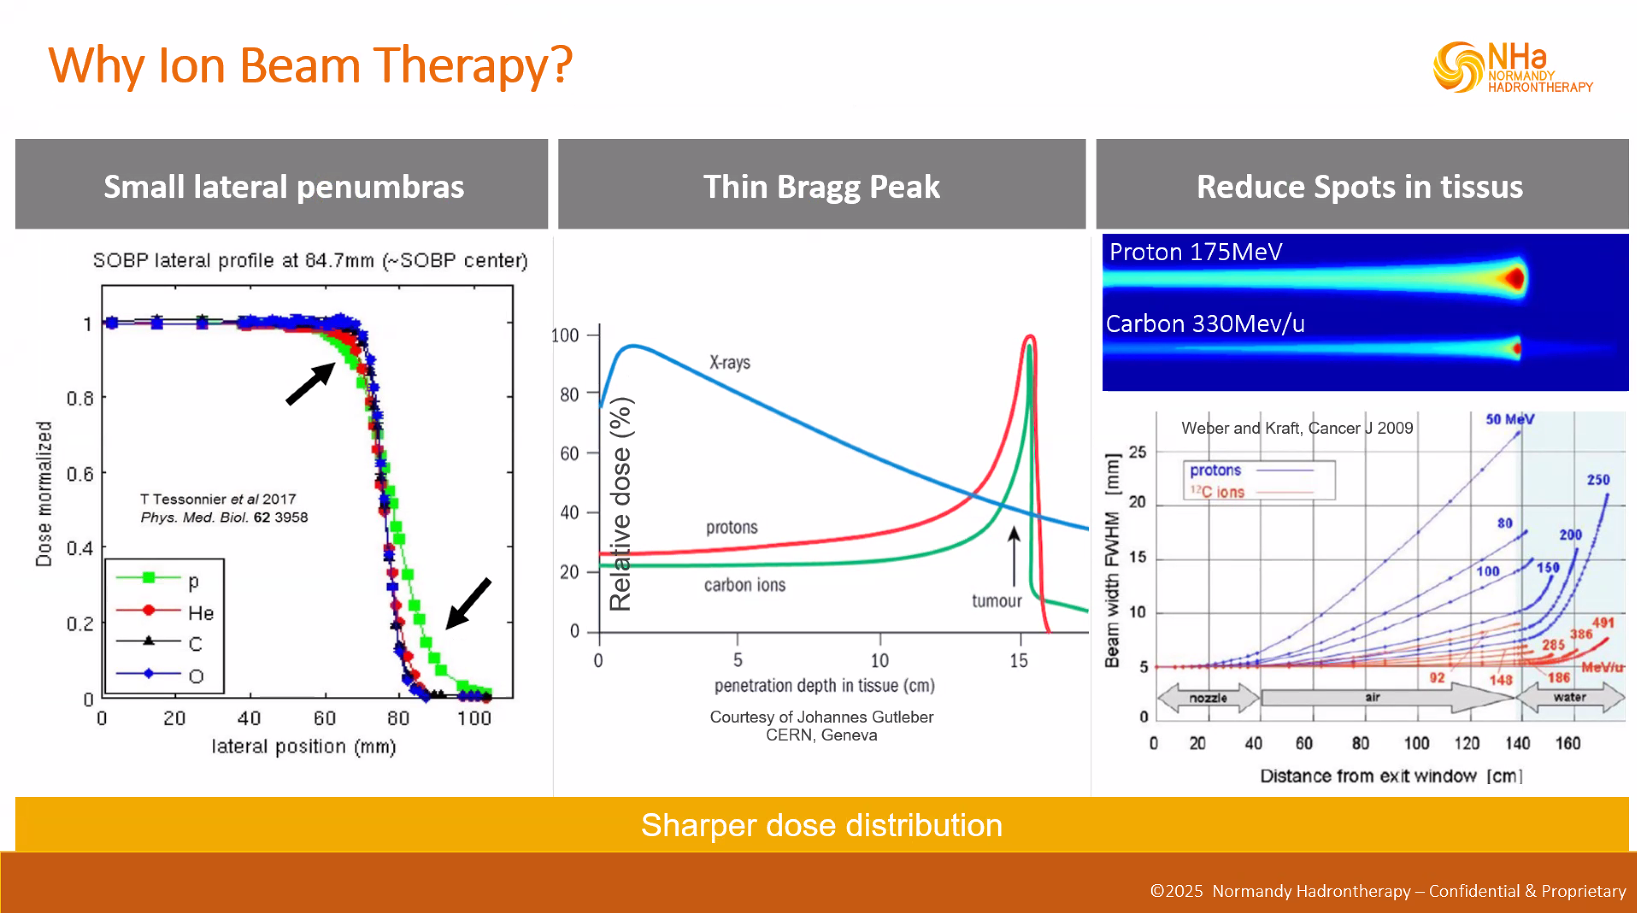 Why Ion Beam Therapy?
NHa
NORMANDY
HADRONTHERAPY
Small lateral penumbras
Thin Bragg Peak
Reduce Spots in tissus
SOBP lateral profile at 84.7mm (~SOBP center)
1
0.8
0.6
0.4
0.2
0
Dose mormalized
T Tessonnier et al 2017
Phys. Med. Biol. 62 3958
p
He
C
O
0 20 40 60 80 100
lateral position (mm)
100
80
60
40
20
0
Relative dose (%)
X-rays
protons
carbon ions
tumour
0 5 10 15
penetration depth in tissue (cm)
Courtesy of Johannes Gutleber
CERN, Geneva
Proton 175MeV
Carbon 330Mev/u
Weber and Kraft, Cancer J 2009
protons
¹²C ions
25
20
15
10
5
0
Beam width FWHM [mm]
50 MeV
80
100
150
200
250
92
148
186
285
386
491
MeV/u
nozzle
air
water
0 20 40 60 80 100 120 140 160
Distance from exit window [cm]
Sharper dose distribution
©2025 Normandy Hadrontherapy – Confidential & Proprietary